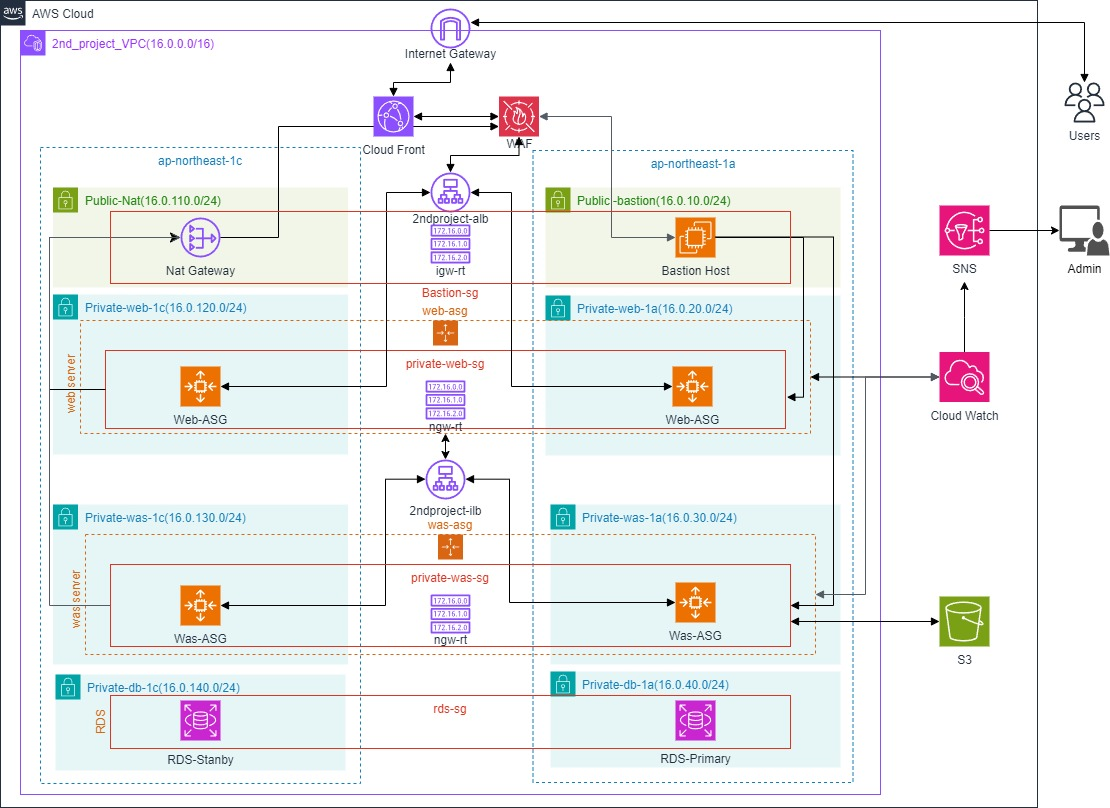 aws
AWS Cloud
2nd_project_VPC(16.0.0.0/16)
Internet Gateway
Users
Cloud Front
WAF
ap-northeast-1c
ap-northeast-1a
Public-Nat(16.0.110.0/24)
Public -bastion(16.0.10.0/24)
2ndproject-alb
172.16.0.0
172.16.1.0
172.16.2.0
igw-rt
Nat Gateway
Bastion Host
SNS
Admin
Bastion-sg
Private-web-1c(16.0.120.0/24)
web-asg
Private-web-1a(16.0.20.0/24)
web server
private-web-sg
172.16.0.0
172.16.1.0
172.16.2.0
ngw-rt
Web-ASG
Web-ASG
Cloud Watch
2ndproject-ilb
Private-was-1c(16.0.130.0/24)
was-asg
Private-was-1a(16.0.30.0/24)
was server
private-was-sg
172.16.0.0
172.16.1.0
172.16.2.0
ngw-rt
Was-ASG
Was-ASG
S3
Private-db-1c(16.0.140.0/24)
Private-db-1a(16.0.40.0/24)
RDS
rds-sg
RDS-Stanby
RDS-Primary